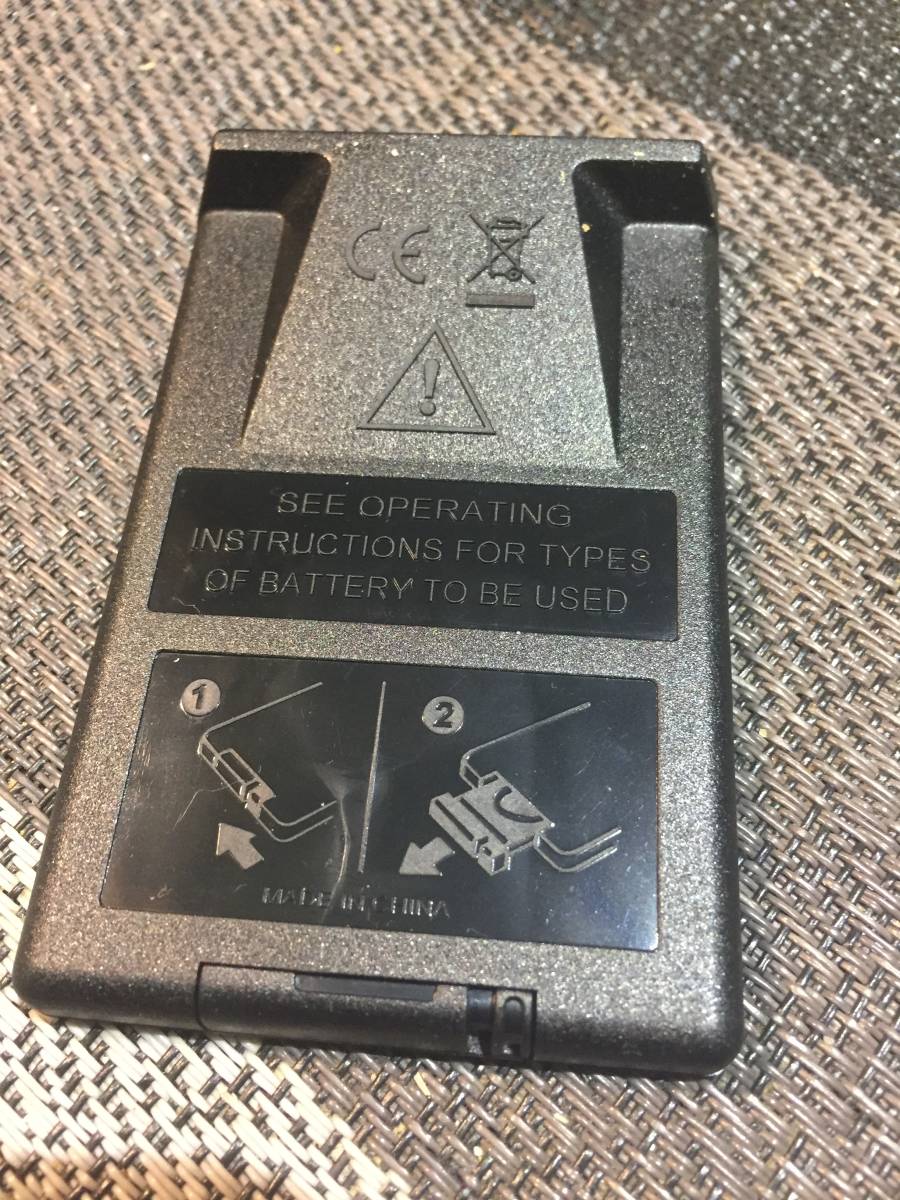 CE
SEE OPERATING
INSTRUCTIONS FOR TYPES
OF BATTERY TO BE USED
1
2
MADE IN CHINA